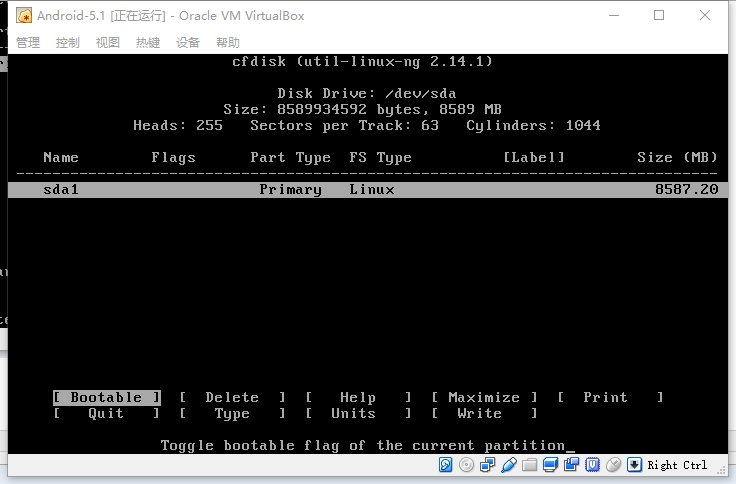 Android-5.1 [正在运行] - Oracle VM VirtualBox
管理 控制 视图 热键 设备 帮助
cfdisk (util-linux-ng 2.14.1)
Disk Drive: /dev/sda
Size: 8589934592 bytes, 8589 MB
Heads: 255 Sectors per Track: 63 Cylinders: 1044
Name Flags Part Type FS Type [Label] Size (MB)
sda1 Primary Linux 8587.20
[ Bootable ] [ Delete ] [ Help ] [ Maximize ] [ Print ]
[ Quit ] [ Type ] [ Units ] [ Write ]
Toggle bootable flag of the current partition_
Right Ctrl